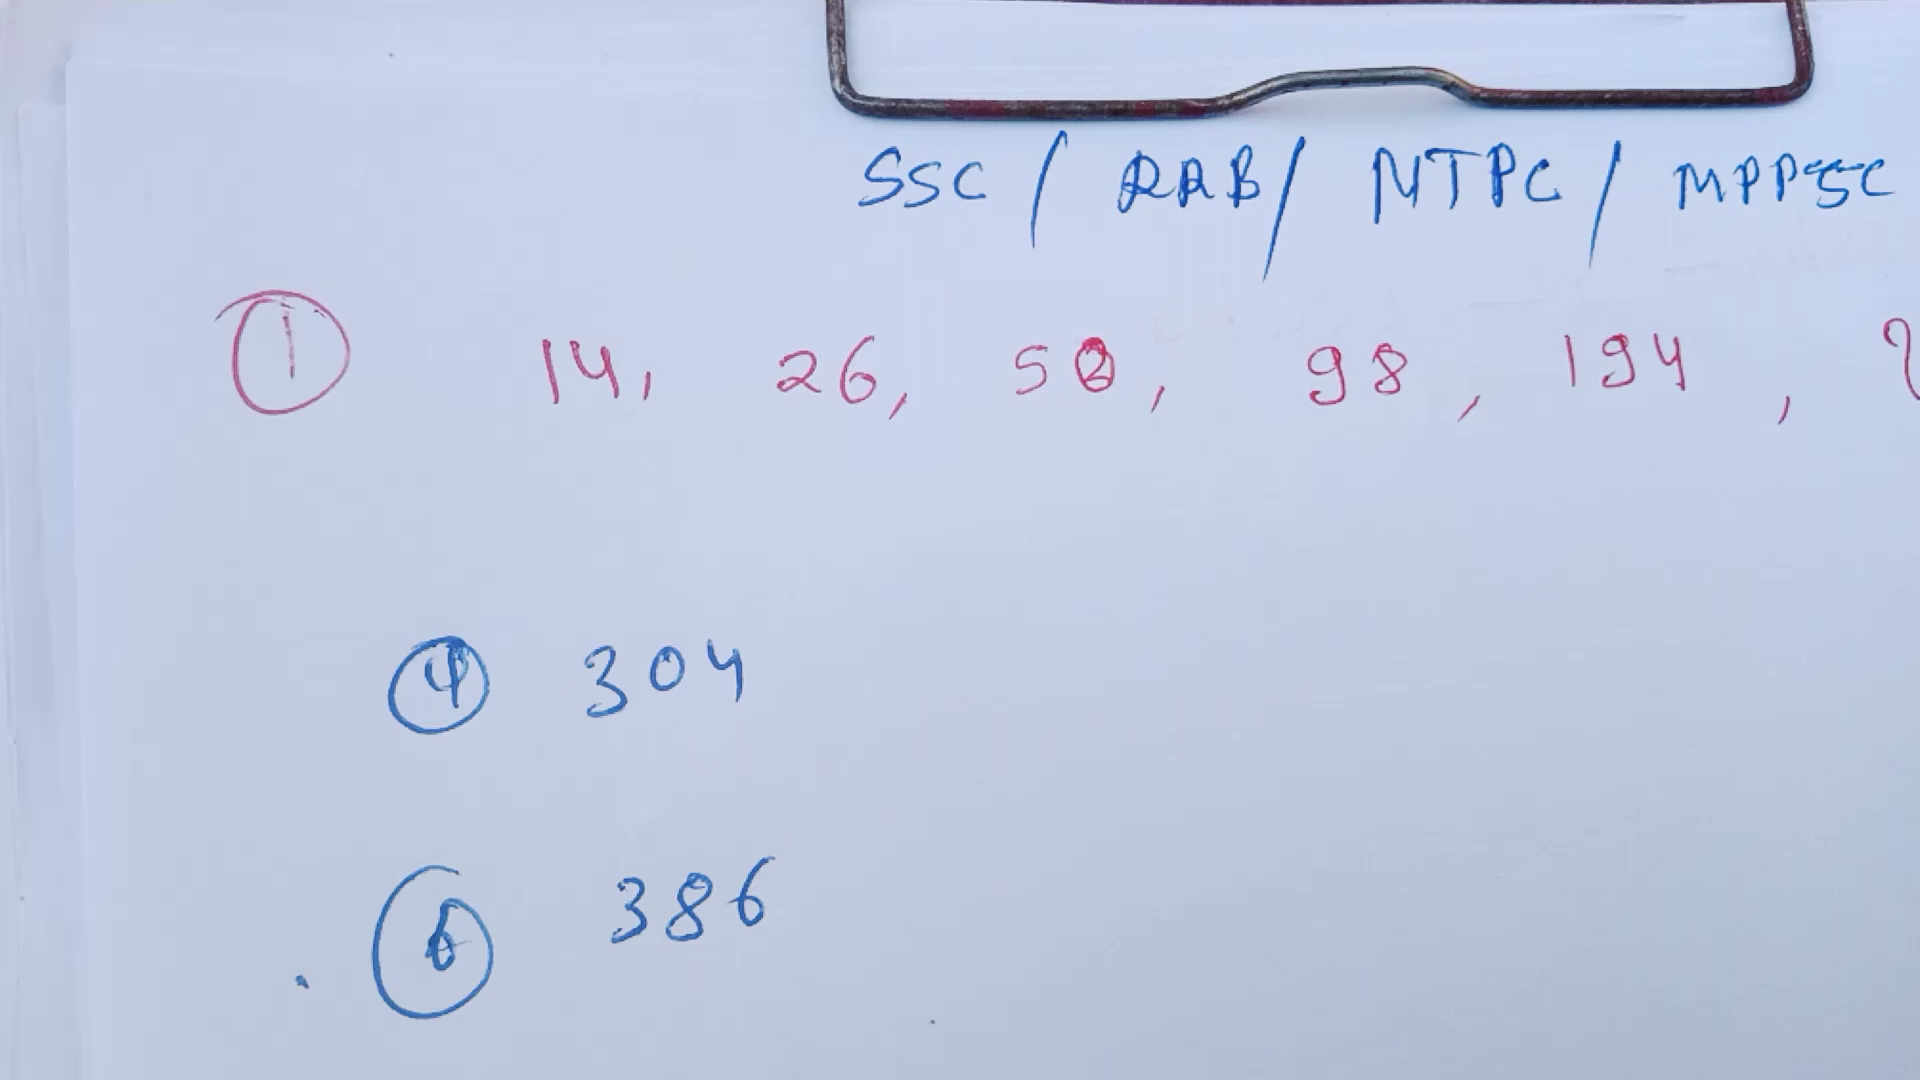 SSC / RRB / NTPC / MPPSC
① 14, 26, 50, 98, 194, ?
304
386